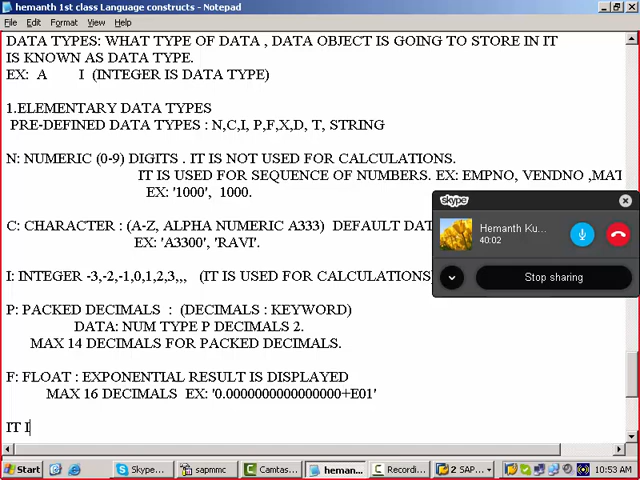 hemanth 1st class Language constructs - Notepad
File Edit Format View Help
DATA TYPES: WHAT TYPE OF DATA , DATA OBJECT IS GOING TO STORE IN IT
IS KNOWN AS DATA TYPE.
EX: A I (INTEGER IS DATA TYPE)
1.ELEMENTARY DATA TYPES
PRE-DEFINED DATA TYPES : N,C,I, P,F,X,D, T, STRING
N: NUMERIC (0-9) DIGITS . IT IS NOT USED FOR CALCULATIONS.
IT IS USED FOR SEQUENCE OF NUMBERS. EX: EMPNO, VENDNO ,MAT
EX: '1000', 1000.
skype
C: CHARACTER : (A-Z, ALPHA NUMERIC A333) DEFAULT DAT
Hemanth Ku...
40:02
EX: 'A3300', 'RAVI'.
I: INTEGER -3,-2,-1,0,1,2,3,,, (IT IS USED FOR CALCULATIONS)
Stop sharing
P: PACKED DECIMALS : (DECIMALS : KEYWORD)
DATA: NUM TYPE P DECIMALS 2.
MAX 14 DECIMALS FOR PACKED DECIMALS.
F: FLOAT : EXPONENTIAL RESULT IS DISPLAYED
MAX 16 DECIMALS EX: '0.0000000000000000+E01'
IT I
Start Skype... sapmmc Camtas... heman... Recordi... 2 SAP... 10:53 AM